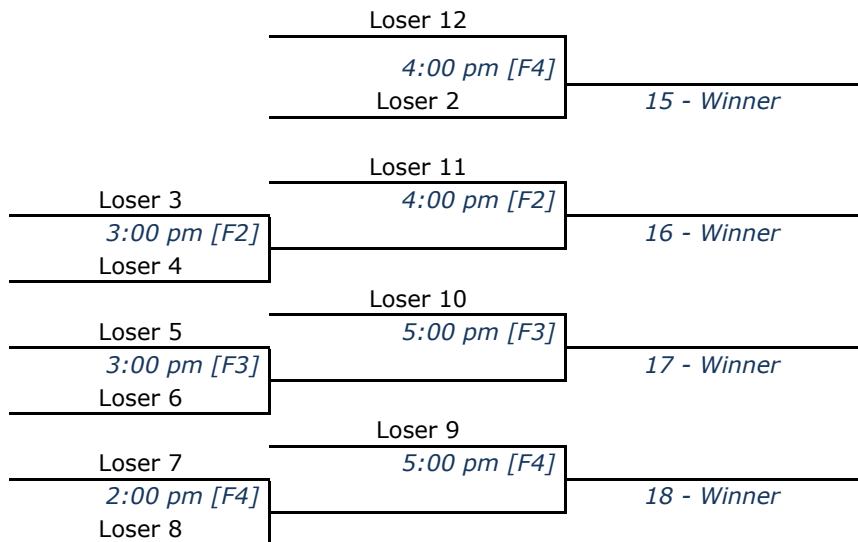 Loser 12
4:00 pm [F4]
Loser 2
15 - Winner
Loser 11
Loser 3
4:00 pm [F2]
3:00 pm [F2]
16 - Winner
Loser 4
Loser 10
Loser 5
5:00 pm [F3]
3:00 pm [F3]
17 - Winner
Loser 6
Loser 9
Loser 7
5:00 pm [F4]
2:00 pm [F4]
18 - Winner
Loser 8